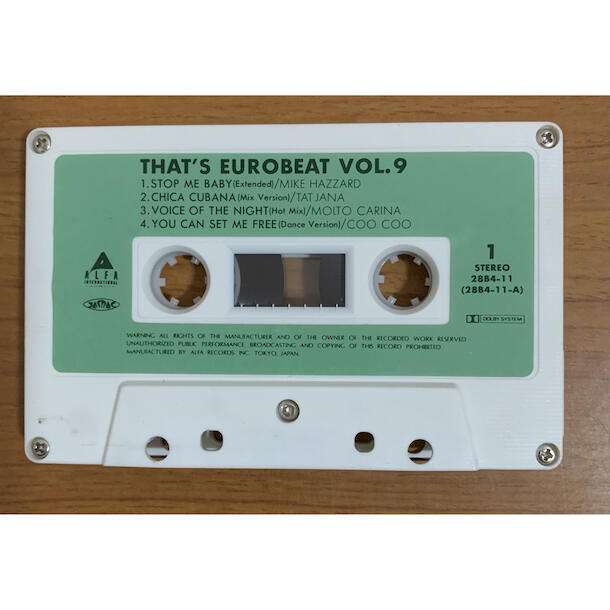 THAT'S EUROBEAT VOL.9
1.STOP ME BABY(Extended)/MIKE HAZZARD
2.CHICA CUBANA(Mix Version)/TATJANA
3.VOICE OF THE NIGHT(Hot Mix)/MOLTO CARINA
4.YOU CAN SET ME FREE(Dance Version)/COO COO
ALFA
INTERNATIONAL
JASRAC
1
STEREO
28B4-11
(28B4-11-A)
DOLBY SYSTEM
WARNING ALL RIGHTS OF THE MANUFACTURER AND OF THE OWNER OF THE RECORDED WORK RESERVED
UNAUTHORIZED PUBLIC PERFORMANCE, BROADCASTING AND COPYING OF THIS RECORD PROHIBITED.
MANUFACTURED BY ALFA RECORDS INC. TOKYO, JAPAN